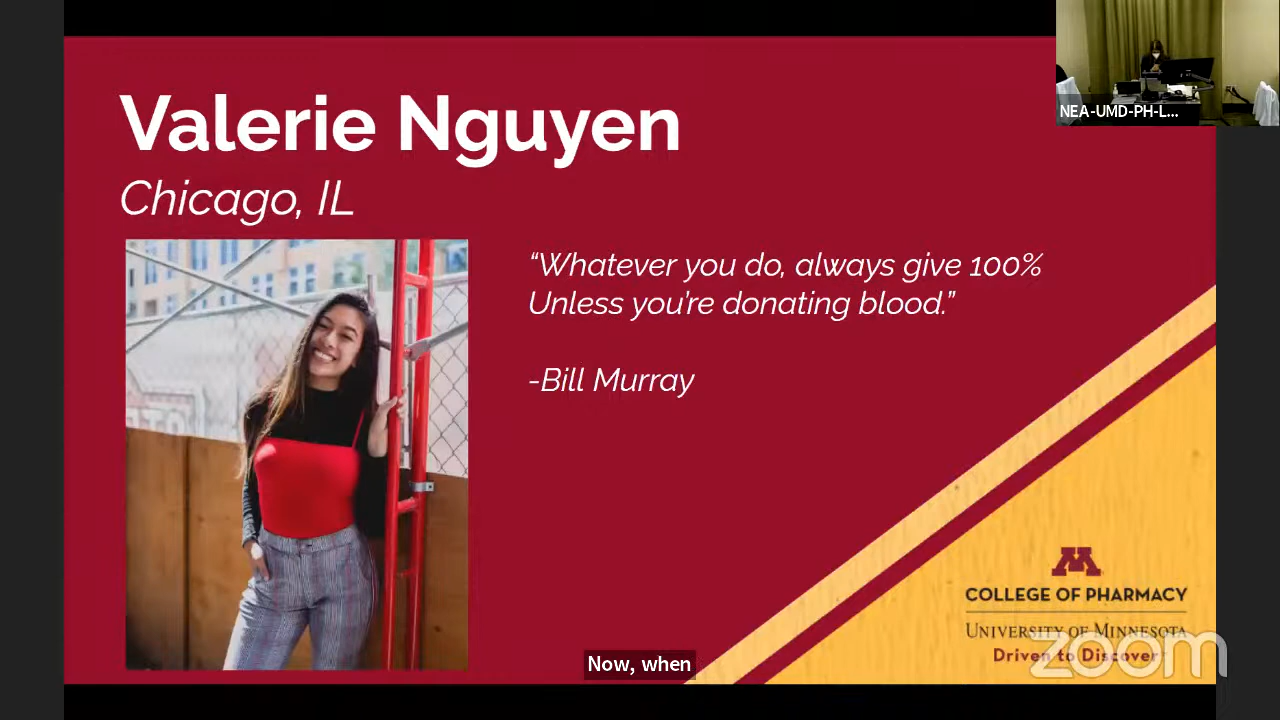 Valerie Nguyen
Chicago, IL
“Whatever you do, always give 100%
Unless you’re donating blood.”
-Bill Murray
NEA-UMD-PH-L...
M
COLLEGE OF PHARMACY
UNIVERSITY OF MINNESOTA
Driven to Discover
zoom
Now, when